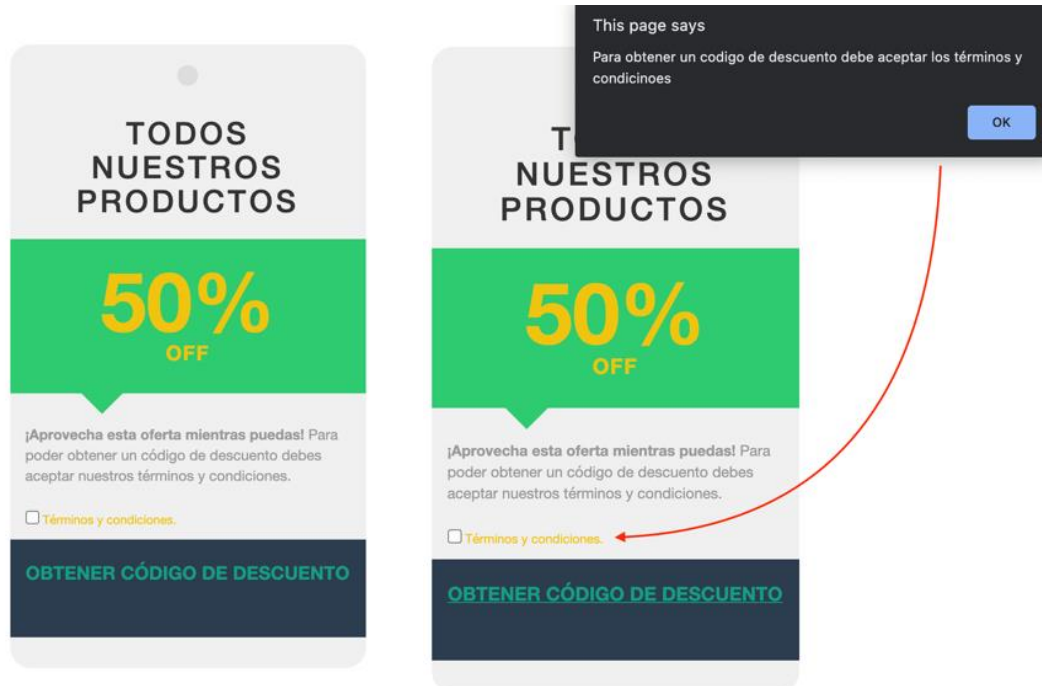 TODOS
NUESTROS
PRODUCTOS
50%
OFF
¡Aprovecha esta oferta mientras puedas! Para
poder obtener un código de descuento debes
aceptar nuestros términos y condiciones.
Términos y condiciones.
OBTENER CÓDIGO DE DESCUENTO
This page says
Para obtener un codigo de descuento debe aceptar los términos y
condicinoes
OK
T
NUESTROS
PRODUCTOS
50%
OFF
¡Aprovecha esta oferta mientras puedas! Para
poder obtener un código de descuento debes
aceptar nuestros términos y condiciones.
Términos y condiciones.
OBTENER CÓDIGO DE DESCUENTO